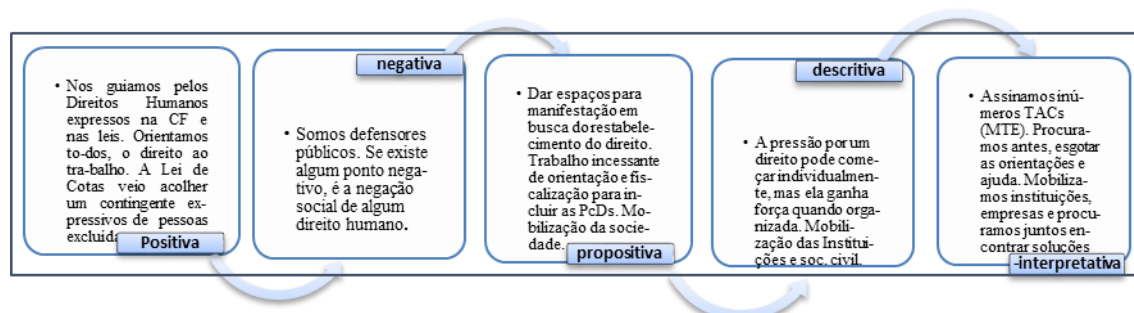 • Nos guiamos pelos
Direitos Humanos
expressos na CF e
nas leis. Orientamos
to-dos, o direito ao
tra-balho. A Lei de
Cotas veio acolher
um contingente ex-
pressivos de pessoas
Positiva
negativa
• Somos defensores
públicos. Se existe
algum ponto nega-
tivo, é a negação
social de algum
direito humano.
• Dar espaços para
manifestação em
busca do restabele-
cimento do direito.
Trabalho incessante
de orientação e fis-
calização para in-
cluir as PcDs. Mo-
bilização da socie-
dade.
propositiva
descritiva
• A pressão por um
direito pode come-
çar individualmente,
mas ela ganha
força quando orga-
nizada. Mobili-
zação das Institui-
ções e soc. civil.
• Assinamos inú-
meros TACs
(MTE). Procura-
mos antes, esgotar
as orientações e
ajuda. Mobiliza-
mos instituições,
empresas e procu-
ramos juntos en-
contrar soluções
-interpretativa